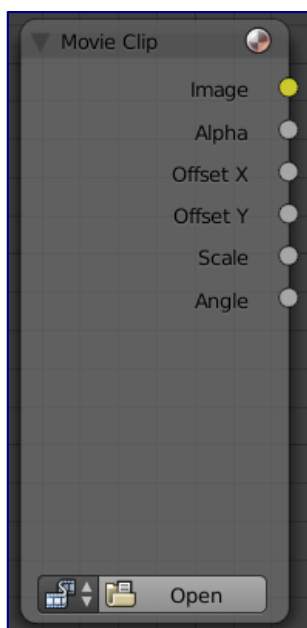 Movie Clip
Image
Alpha
Offset X
Offset Y
Scale
Angle
Open